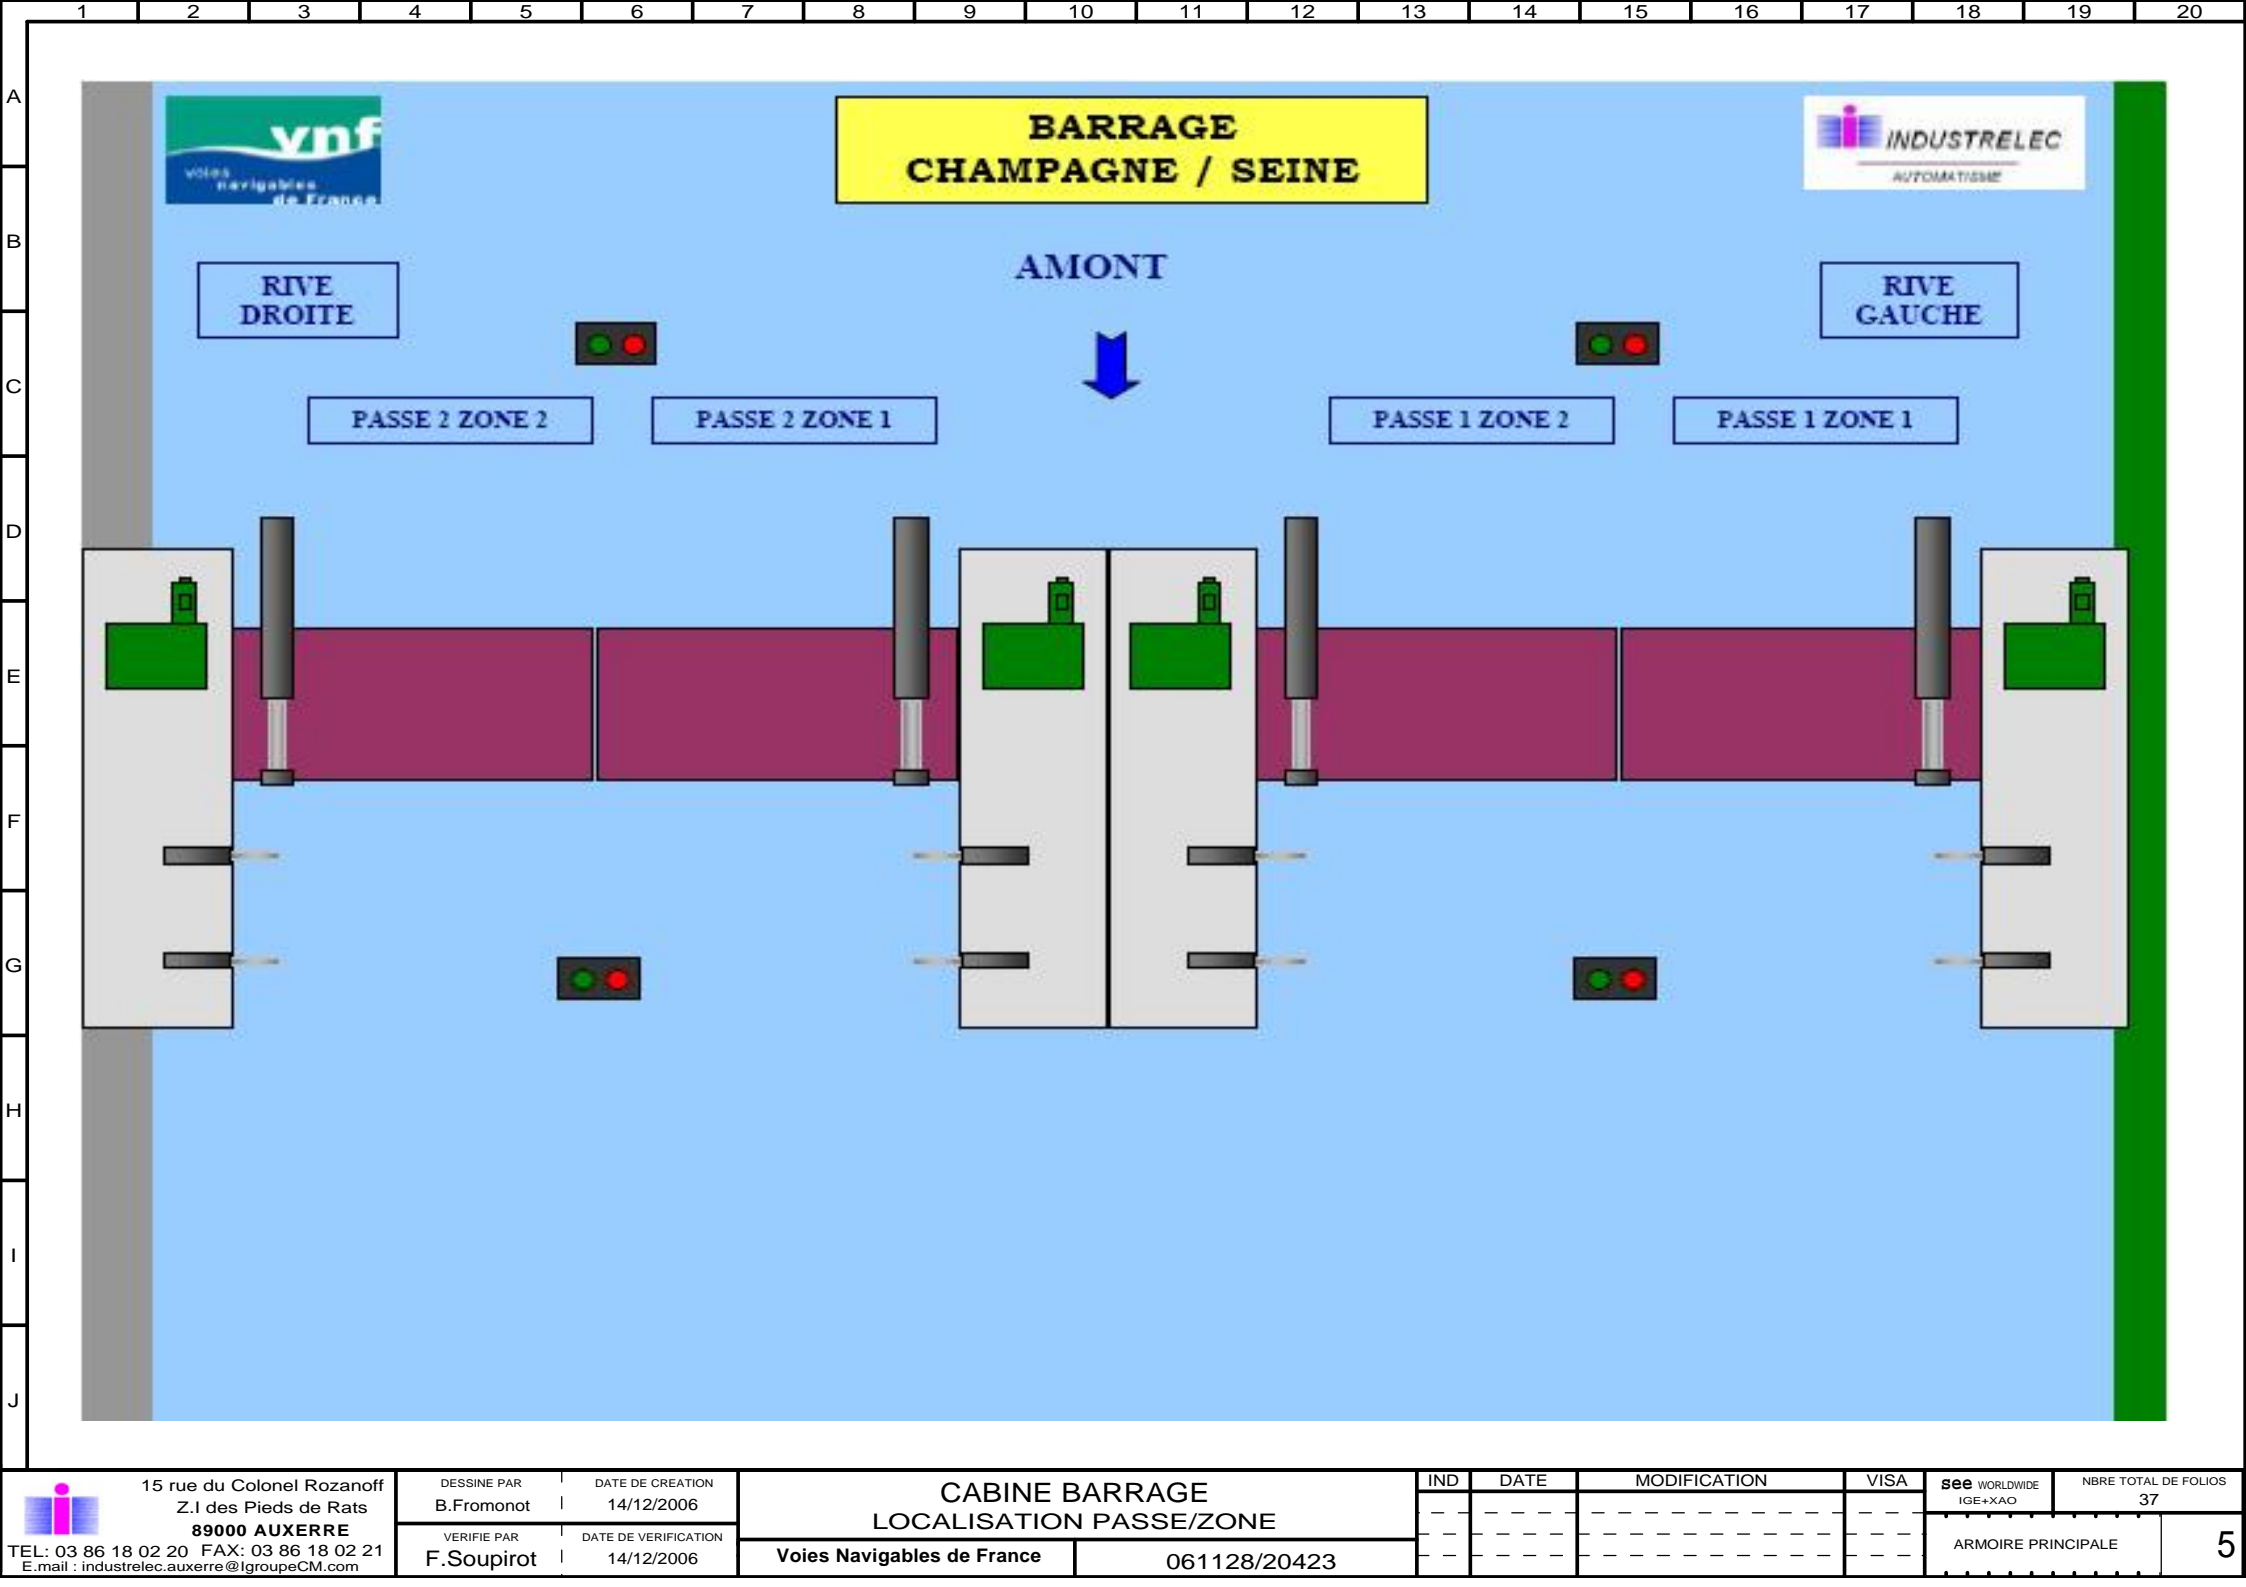 1 2 3 4 5 6 7 8 9 10 11 12 13 14 15 16 17 18 19 20
A
B
C
D
E
F
G
H
I
J
vnf
voies
navigables
de France
BARRAGE
CHAMPAGNE / SEINE
INDUSTRELEC
AUTOMATISME
AMONT
RIVE
DROITE
RIVE
GAUCHE
PASSE 2 ZONE 2
PASSE 2 ZONE 1
PASSE 1 ZONE 2
PASSE 1 ZONE 1
15 rue du Colonel Rozanoff
Z.I des Pieds de Rats
89000 AUXERRE
TEL: 03 86 18 02 20 FAX: 03 86 18 02 21
E.mail : industrelec.auxerre@IgroupeCM.com
DESSINE PAR
B.Fromonot
DATE DE CREATION
14/12/2006
VERIFIE PAR
F.Soupirot
DATE DE VERIFICATION
14/12/2006
CABINE BARRAGE
LOCALISATION PASSE/ZONE
Voies Navigables de France
061128/20423
IND DATE MODIFICATION VISA
see WORLDWIDE
IGE+XAO
NBRE TOTAL DE FOLIOS
37
ARMOIRE PRINCIPALE
5